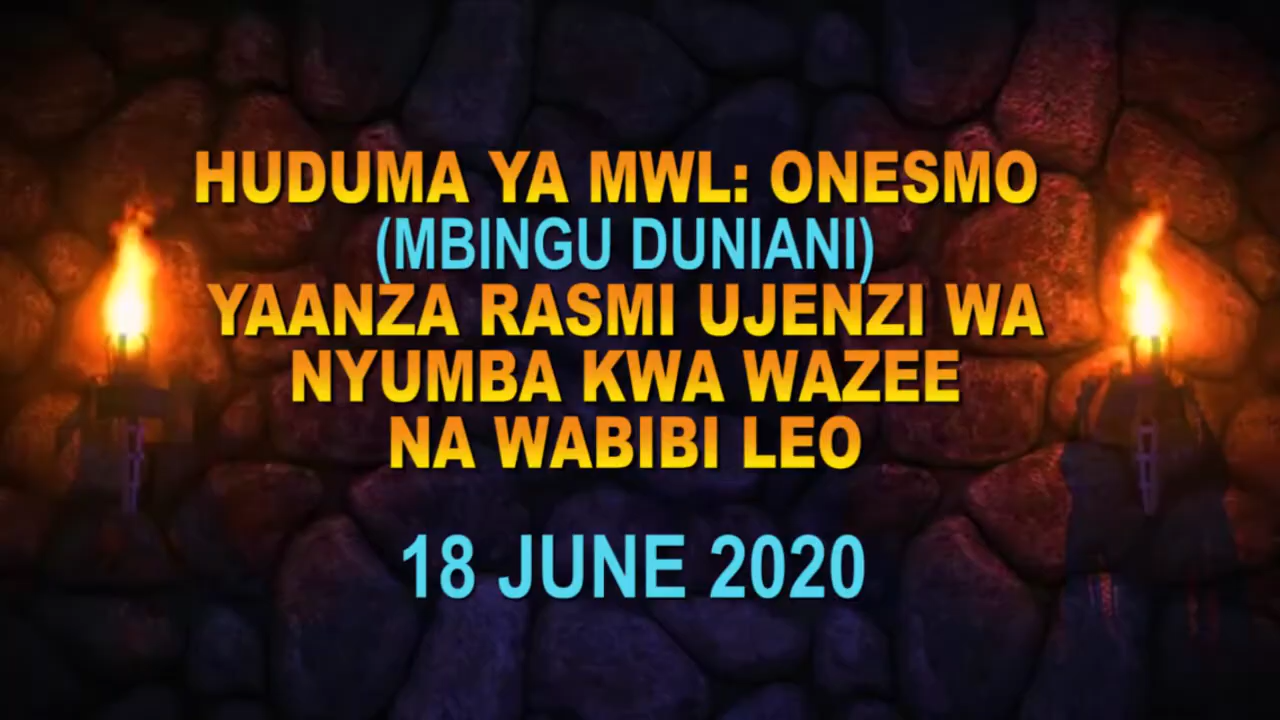 HUDUMA YA MWL: ONESMO
(MBINGU DUNIANI)
YAANZA RASMI UJENZI WA
NYUMBA KWA WAZEE
NA WABIBI LEO
18 JUNE 2020